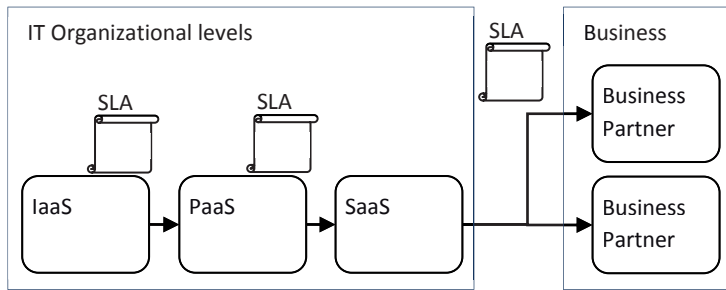 IT Organizational levels
SLA
Business
SLA
SLA
Business
Partner
IaaS
PaaS
SaaS
Business
Partner